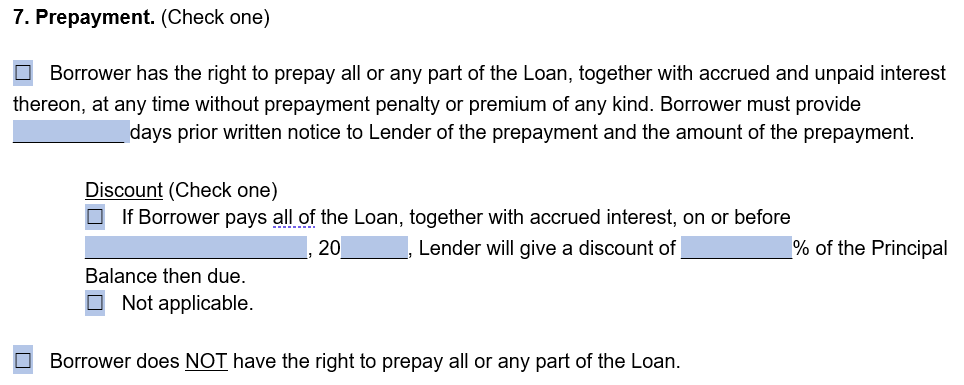 7. Prepayment. (Check one)
☐ Borrower has the right to prepay all or any part of the Loan, together with accrued and unpaid interest
thereon, at any time without prepayment penalty or premium of any kind. Borrower must provide
__________ days prior written notice to Lender of the prepayment and the amount of the prepayment.
Discount (Check one)
☐ If Borrower pays all of the Loan, together with accrued interest, on or before
____________________, 20______, Lender will give a discount of __________% of the Principal
Balance then due.
☐ Not applicable.
☐ Borrower does NOT have the right to prepay all or any part of the Loan.